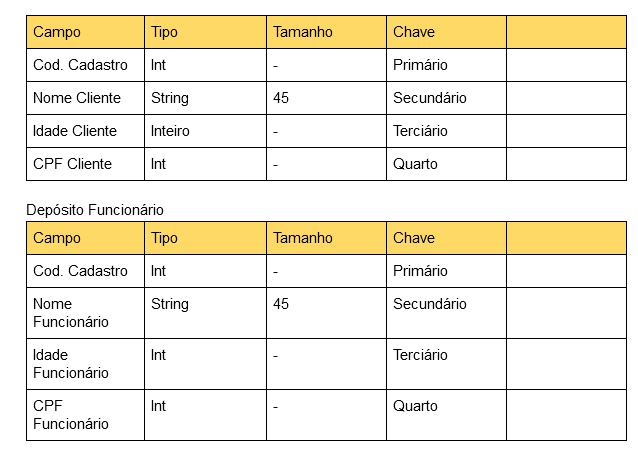 Campo Tipo Tamanho Chave
Cod. Cadastro Int - Primário
Nome Cliente String 45 Secundário
Idade Cliente Inteiro - Terciário
CPF Cliente Int - Quarto
Depósito Funcionário
Campo Tipo Tamanho Chave
Cod. Cadastro Int - Primário
Nome String 45 Secundário
Funcionário
Idade Int - Terciário
Funcionário
CPF Int - Quarto
Funcionário